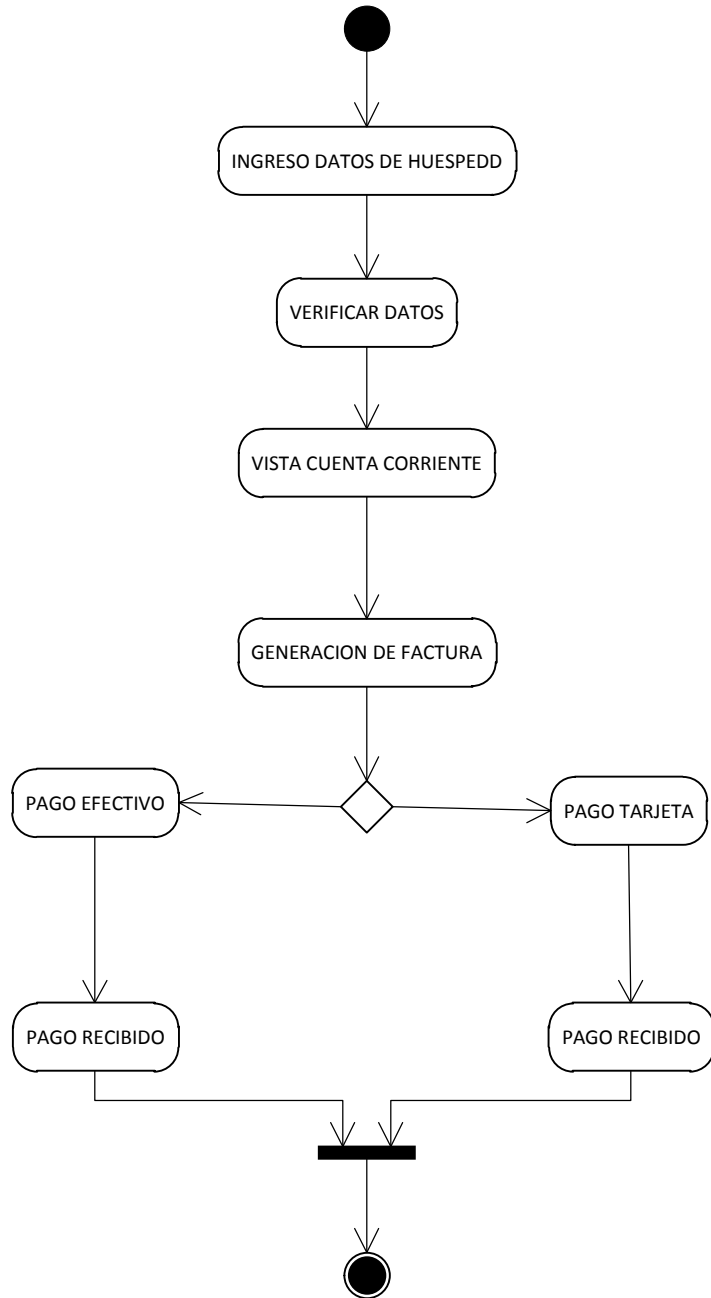 INGRESO DATOS DE HUESPEDD
VERIFICAR DATOS
VISTA CUENTA CORRIENTE
GENERACION DE FACTURA
PAGO EFECTIVO
PAGO TARJETA
PAGO RECIBIDO
PAGO RECIBIDO